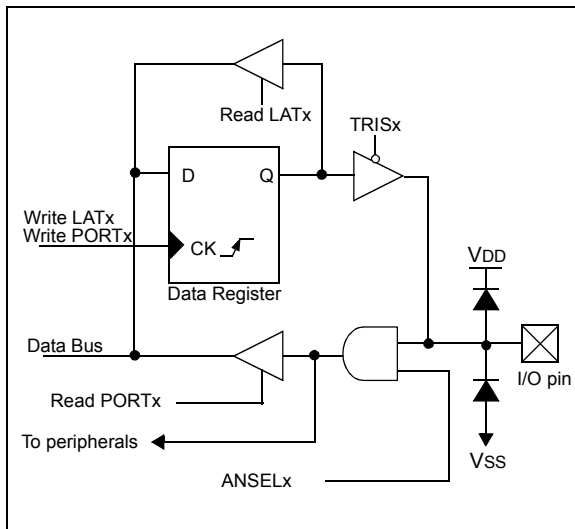 Read LATx
TRISx
D
Q
Write LATx
Write PORTx
CK
Data Register
VDD
Data Bus
I/O pin
Read PORTx
To peripherals
VSS
ANSELx